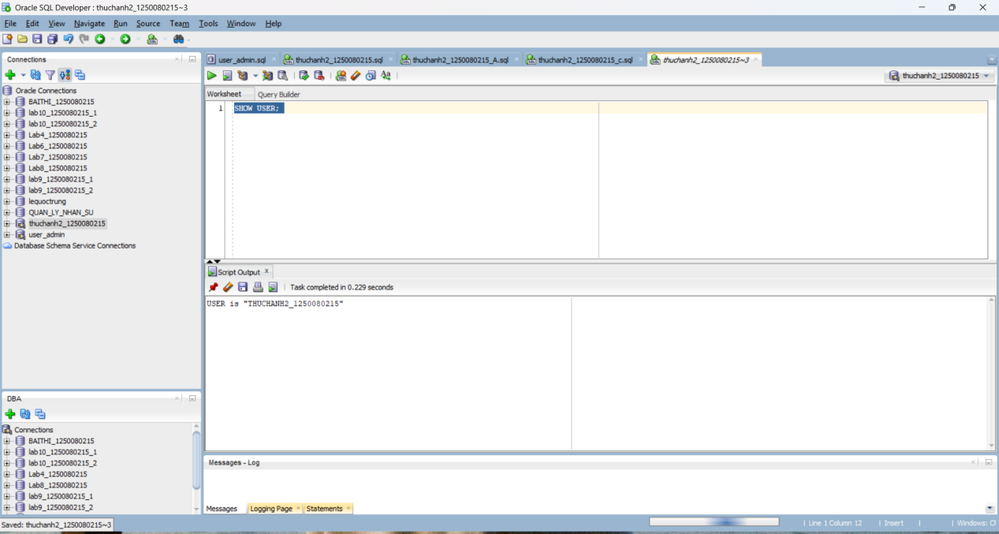 Oracle SQL Developer : thuchanh2_1250080215~3
File Edit View Navigate Run Source Team Tools Window Help
Connections
Oracle Connections
BAITHI_1250080215
lab10_1250080215_1
lab10_1250080215_2
Lab4_1250080215
Lab6_1250080215
Lab7_1250080215
Lab8_1250080215
lab9_1250080215_1
lab9_1250080215_2
lequoctrung
QUAN_LY_NHAN_SU
thuchanh2_1250080215
user_admin
Database Schema Service Connections
user_admin.sql thuchanh2_1250080215.sql thuchanh2_1250080215_A.sql thuchanh2_1250080215_c.sql thuchanh2_1250080215~3
thuchanh2_1250080215
Worksheet Query Builder
1 SHOW USER;
Script Output
Task completed in 0.229 seconds
USER is "THUCHANH2_1250080215"
DBA
Connections
BAITHI_1250080215
lab10_1250080215_1
lab10_1250080215_2
Lab4_1250080215
Lab8_1250080215
lab9_1250080215_1
lab9_1250080215_2
Messages - Log
Messages Logging Page Statements
Saved: thuchanh2_1250080215~3
Line 1 Column 12 Insert Windows: CF